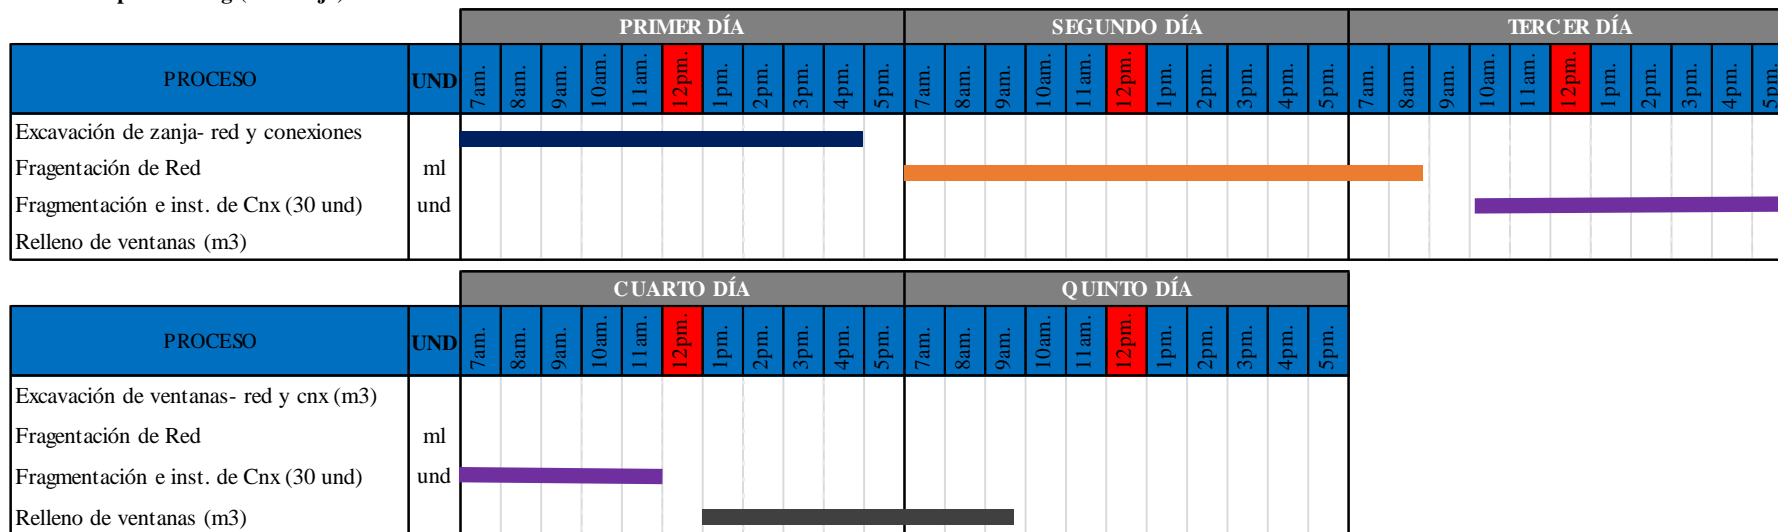 PRIMER DÍA SEGUNDO DÍA TERCER DÍA
PROCESO UND 7am. 8am. 9am. 10am. 11am. 12pm. 1pm. 2pm. 3pm. 4pm. 5pm. 7am. 8am. 9am. 10am. 11am. 12pm. 1pm. 2pm. 3pm. 4pm. 5pm. 7am. 8am. 9am. 10am. 11am. 12pm. 1pm. 2pm. 3pm. 4pm. 5pm.
Excavación de zanja- red y conexiones
Fragentación de Red ml
Fragmentación e inst. de Cnx (30 und) und
Relleno de ventanas (m3)
CUARTO DÍA QUINTO DÍA
PROCESO UND 7am. 8am. 9am. 10am. 11am. 12pm. 1pm. 2pm. 3pm. 4pm. 5pm. 7am. 8am. 9am. 10am. 11am. 12pm. 1pm. 2pm. 3pm. 4pm. 5pm.
Excavación de ventanas- red y cnx (m3)
Fragentación de Red ml
Fragmentación e inst. de Cnx (30 und) und
Relleno de ventanas (m3)